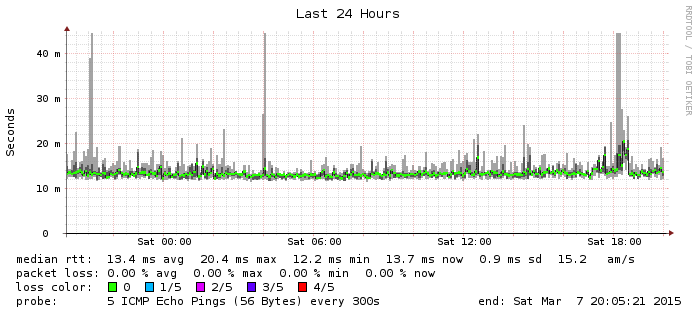 Last 24 Hours
RRDTOOL / TOBI OETIKER
Seconds
40 m
30 m
20 m
10 m
0
Sat 00:00 Sat 06:00 Sat 12:00 Sat 18:00
median rtt: 13.4 ms avg 20.4 ms max 12.2 ms min 13.7 ms now 0.9 ms sd 15.2 am/s
packet loss: 0.00 % avg 0.00 % max 0.00 % min 0.00 % now
loss color: 0 1/5 2/5 3/5 4/5
probe: 5 ICMP Echo Pings (56 Bytes) every 300s end: Sat Mar 7 20:05:21 2015